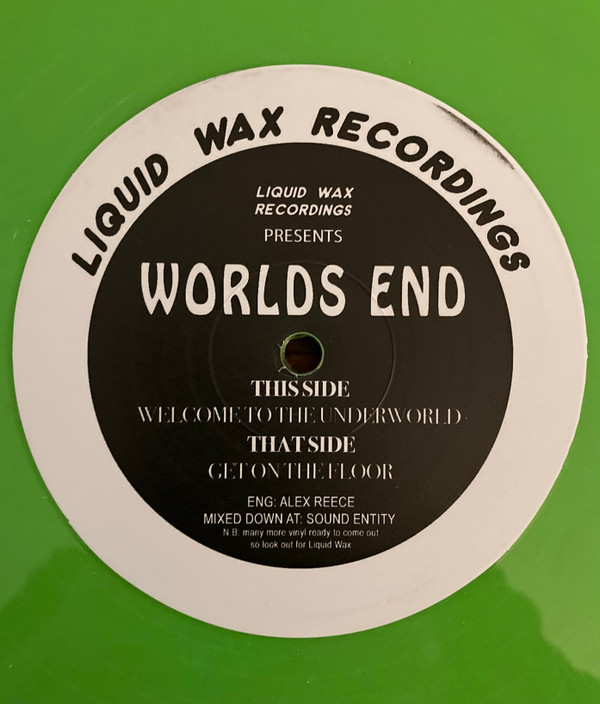 LIQUID WAX RECORDINGS
LIQUID WAX
RECORDINGS
PRESENTS
WORLDS END
THIS SIDE
WELCOME TO THE UNDERWORLD
THAT SIDE
GET ON THE FLOOR
ENG: ALEX REECE
MIXED DOWN AT: SOUND ENTITY
N.B. many more vinyl ready to come out
so look out for Liquid Wax